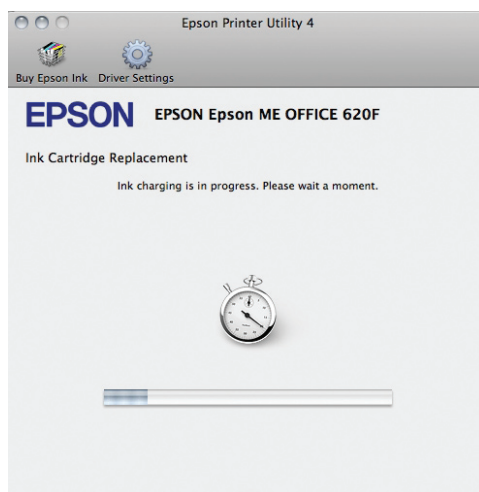 Epson Printer Utility 4
Buy Epson Ink Driver Settings
EPSON EPSON Epson ME OFFICE 620F
Ink Cartridge Replacement
Ink charging is in progress. Please wait a moment.